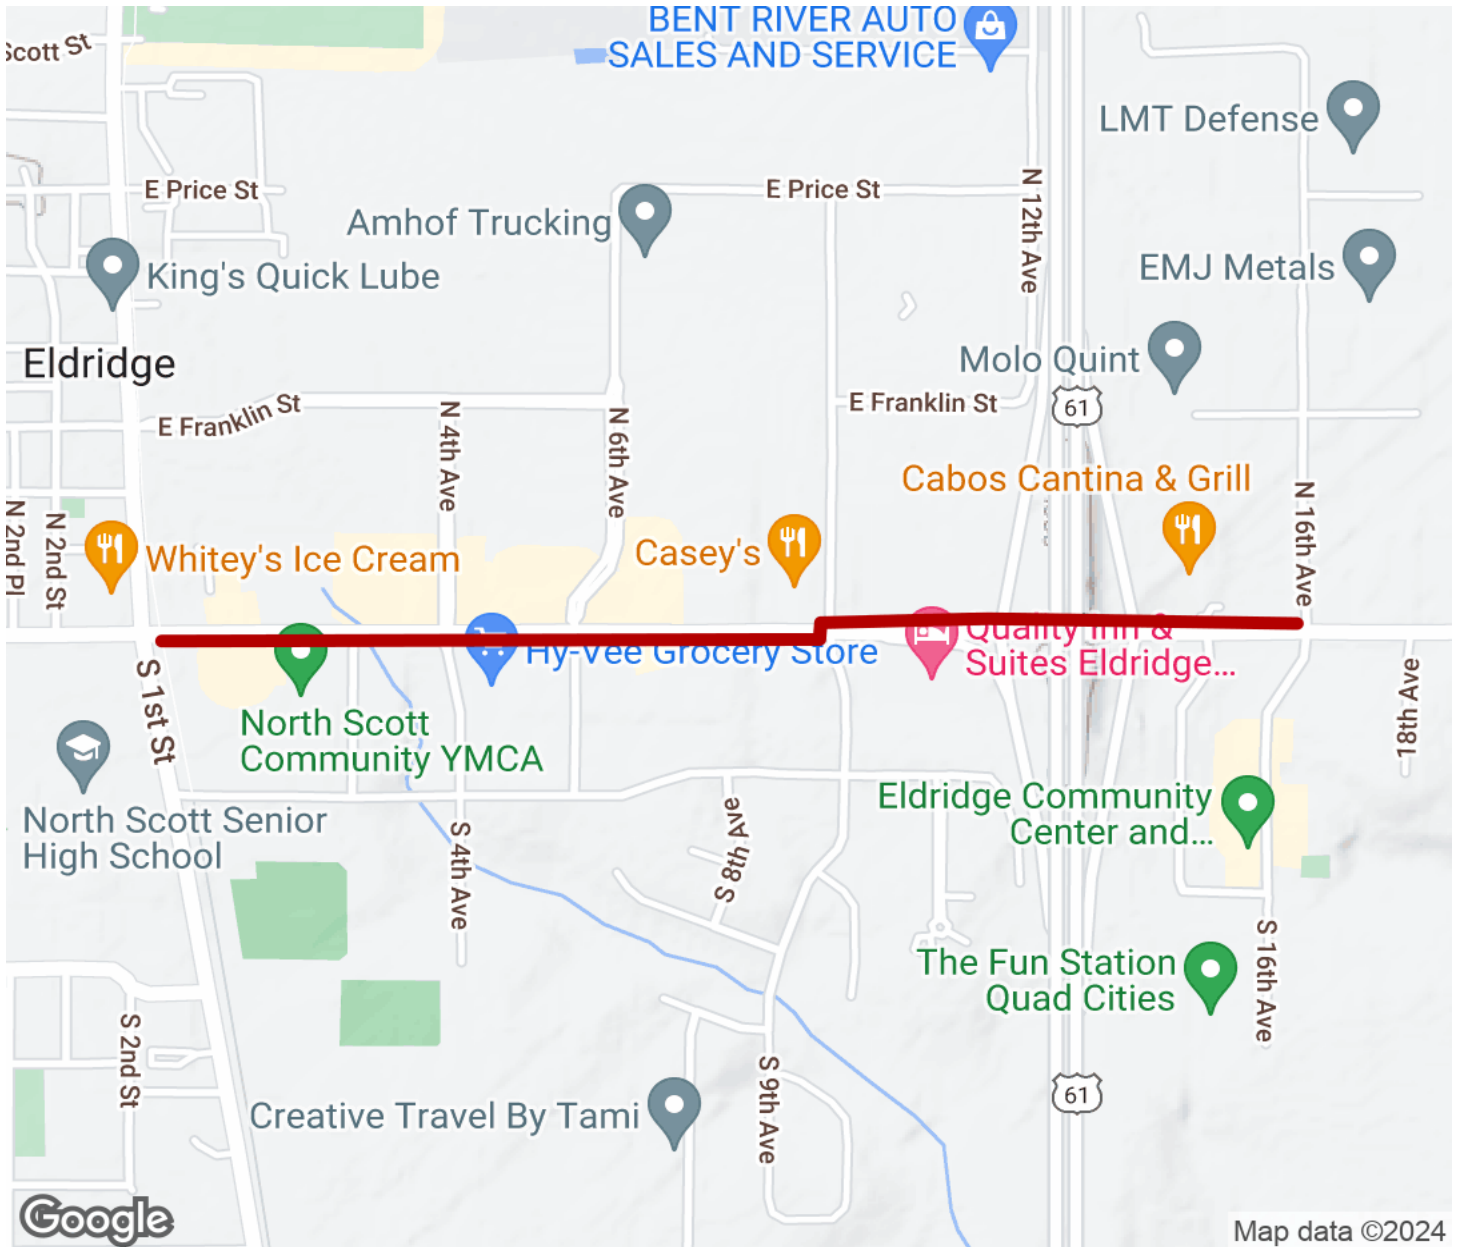 BENT RIVER AUTO
SALES AND SERVICE
Scott St
LMT Defense
E Price St
E Price St
N 12th Ave
Amhof Trucking
King's Quick Lube
EMJ Metals
Eldridge
Molo Quint
61
E Franklin St
E Franklin St
N 4th Ave
N 6th Ave
Cabos Cantina & Grill
N 16th Ave
N 2nd Pl
N 2nd St
Whitey's Ice Cream
Casey's
Hy-Vee Grocery Store
Quality Inn &
Suites Eldridge...
S 1st St
18th Ave
North Scott
Community YMCA
North Scott Senior
High School
S 4th Ave
S 8th Ave
Eldridge Community
Center and...
The Fun Station
Quad Cities
S 16th Ave
S 2nd St
S 9th Ave
61
Creative Travel By Tami
Google
Map data ©2024